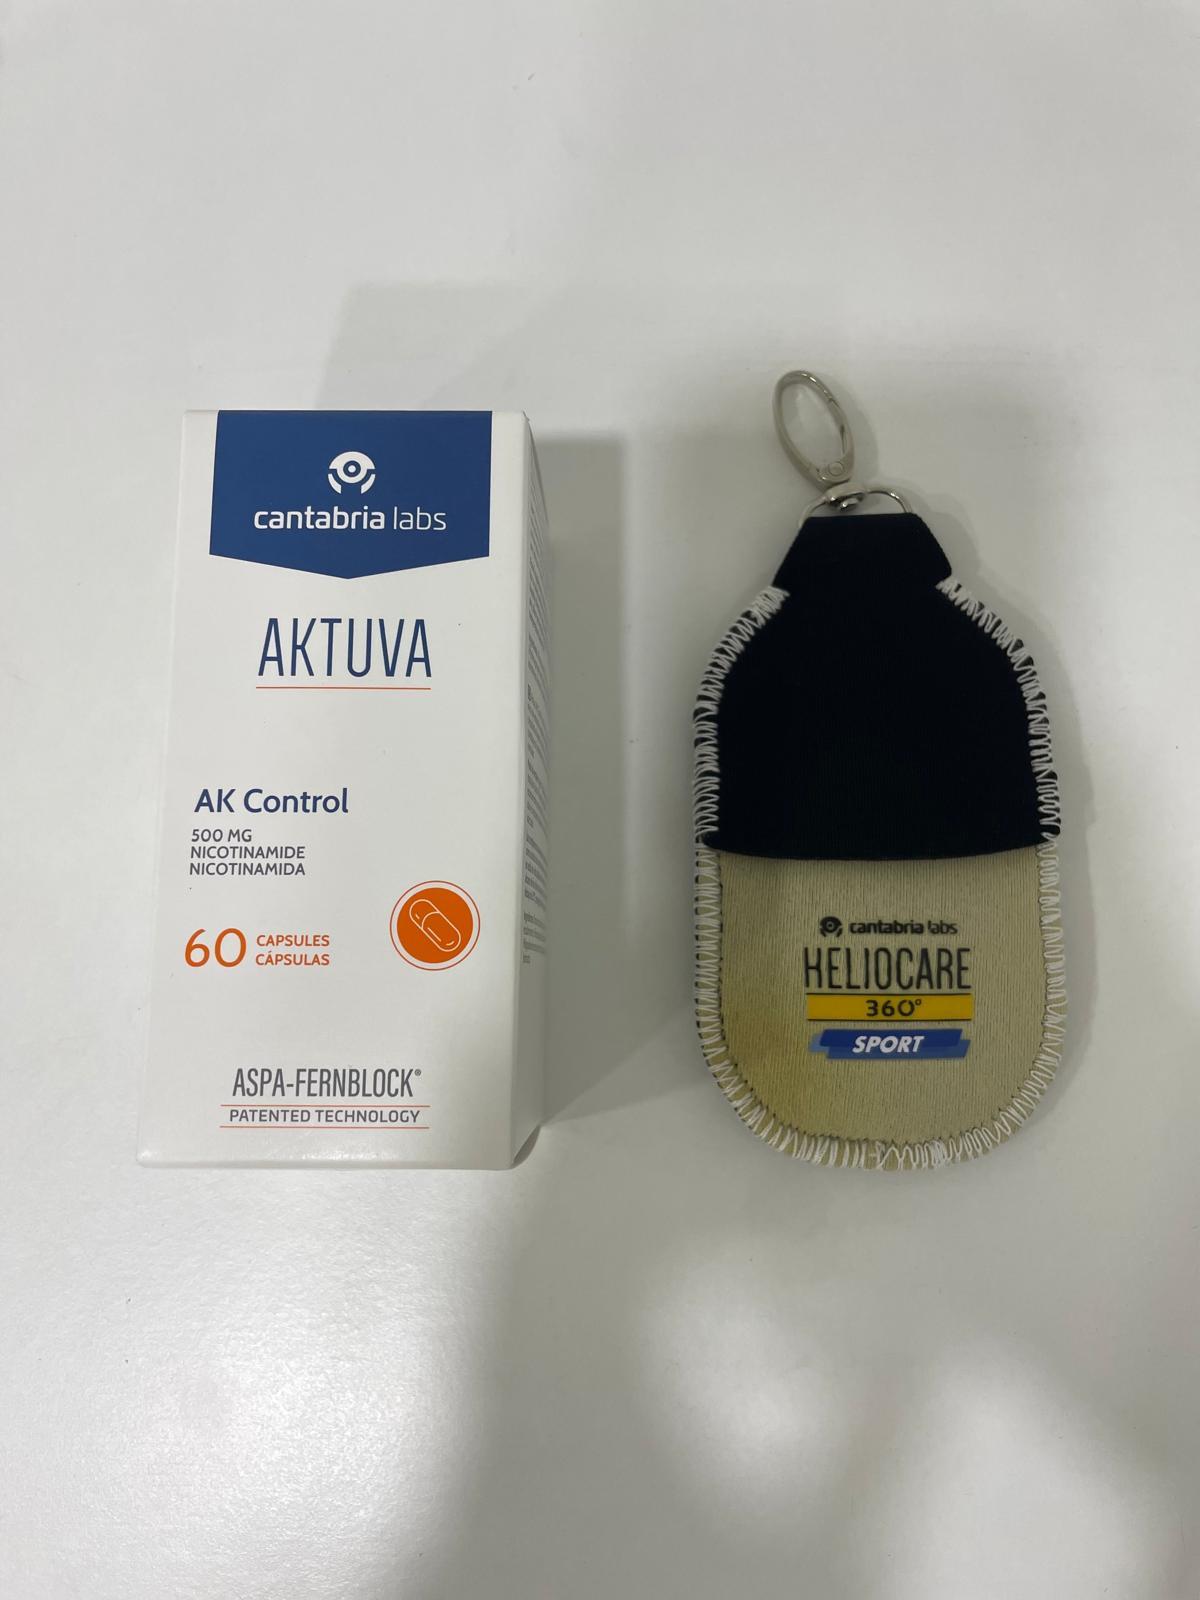 cantabria labs
AKTUVA
AK Control
500 MG
NICOTINAMIDE
NICOTINAMIDA
60 CAPSULES
CÁPSULAS
ASPA-FERNBLOCK®
PATENTED TECHNOLOGY
cantabria labs
HELIOCARE
360°
SPORT